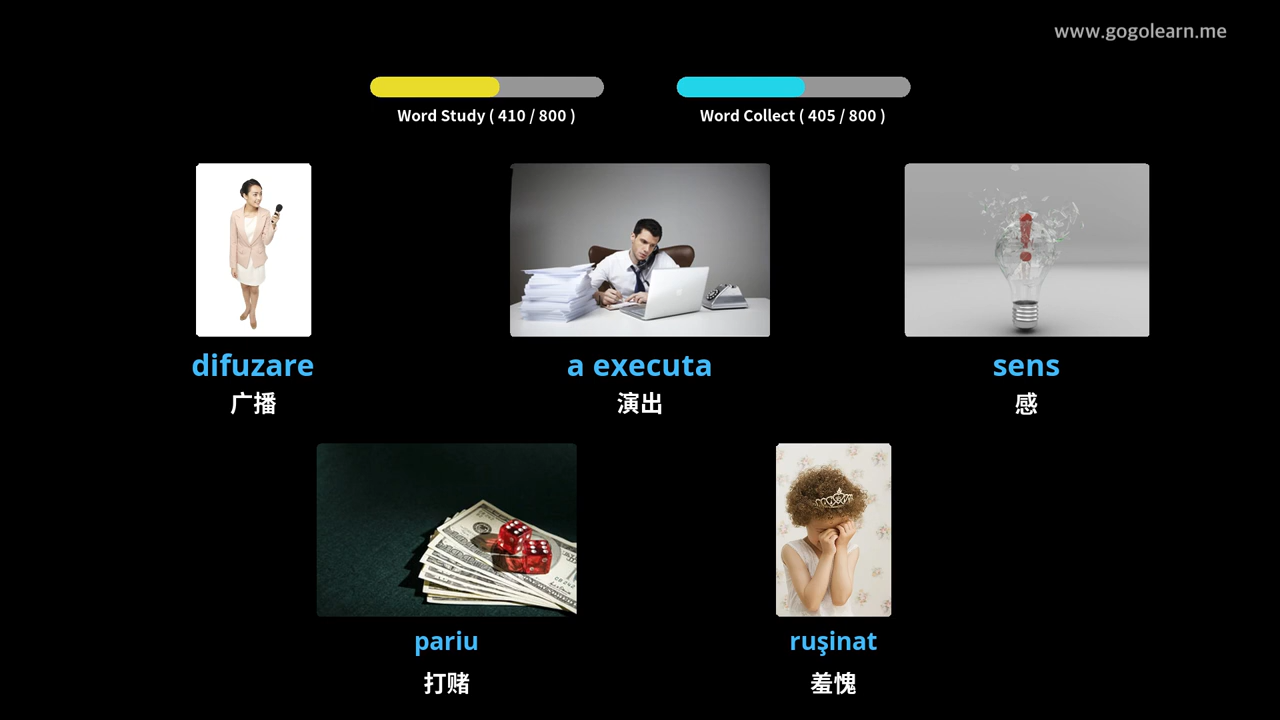 www.gogolearn.me
Word Study ( 410 / 800 )
Word Collect ( 405 / 800 )
difuzare
广播
a executa
演出
sens
感
pariu
打赌
ruşinat
羞愧